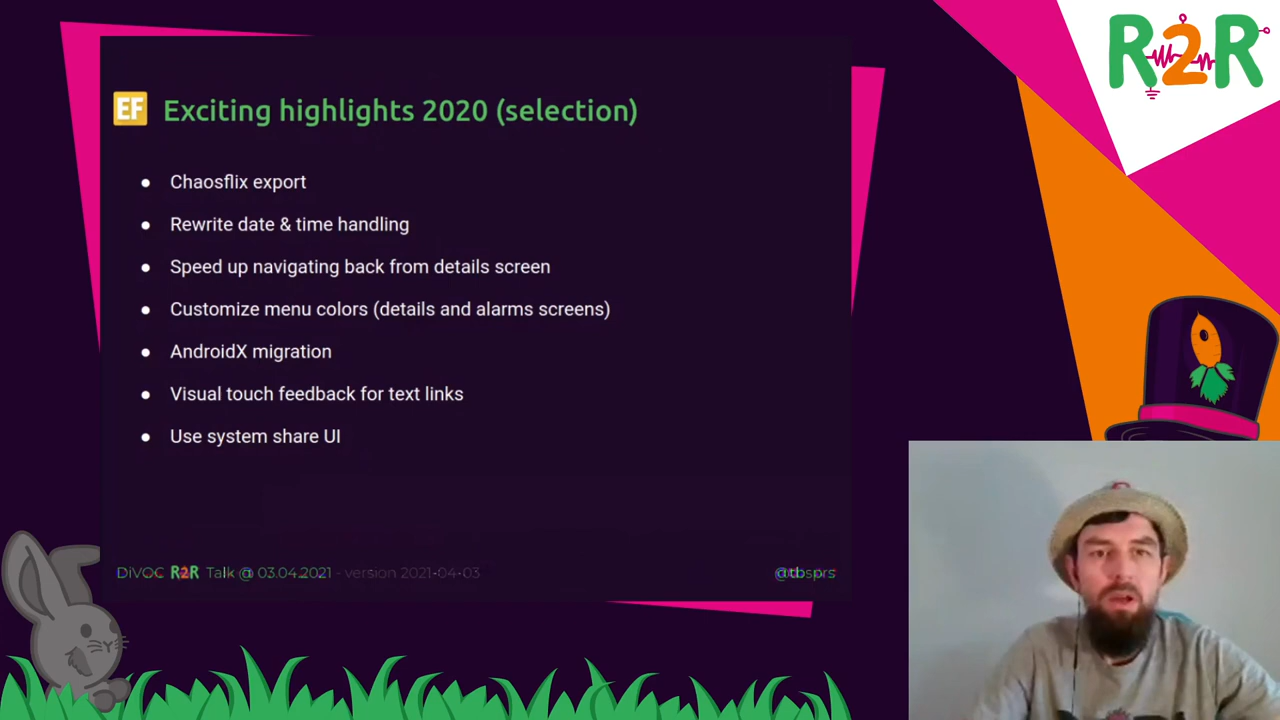 R2R
EF Exciting highlights 2020 (selection)
● Chaosflix export
● Rewrite date & time handling
● Speed up navigating back from details screen
● Customize menu colors (details and alarms screens)
● AndroidX migration
● Visual touch feedback for text links
● Use system share UI
DiVOC R2R Talk @ 03.04.2021 - version 2021-04-03 @tbsprs